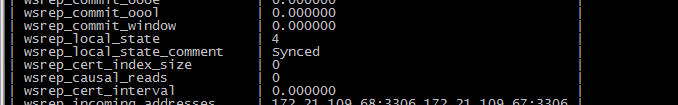 | wsrep_commit_oooe | 0.000000 |
| wsrep_commit_oool | 0.000000 |
| wsrep_commit_window | 0.000000 |
| wsrep_local_state | 4 |
| wsrep_local_state_comment | Synced |
| wsrep_cert_index_size | 0 |
| wsrep_causal_reads | 0 |
| wsrep_cert_interval | 0.000000 |
| wsrep_incoming_addresses | 172.21.109.68:3306,172.21.109.67:3306 |